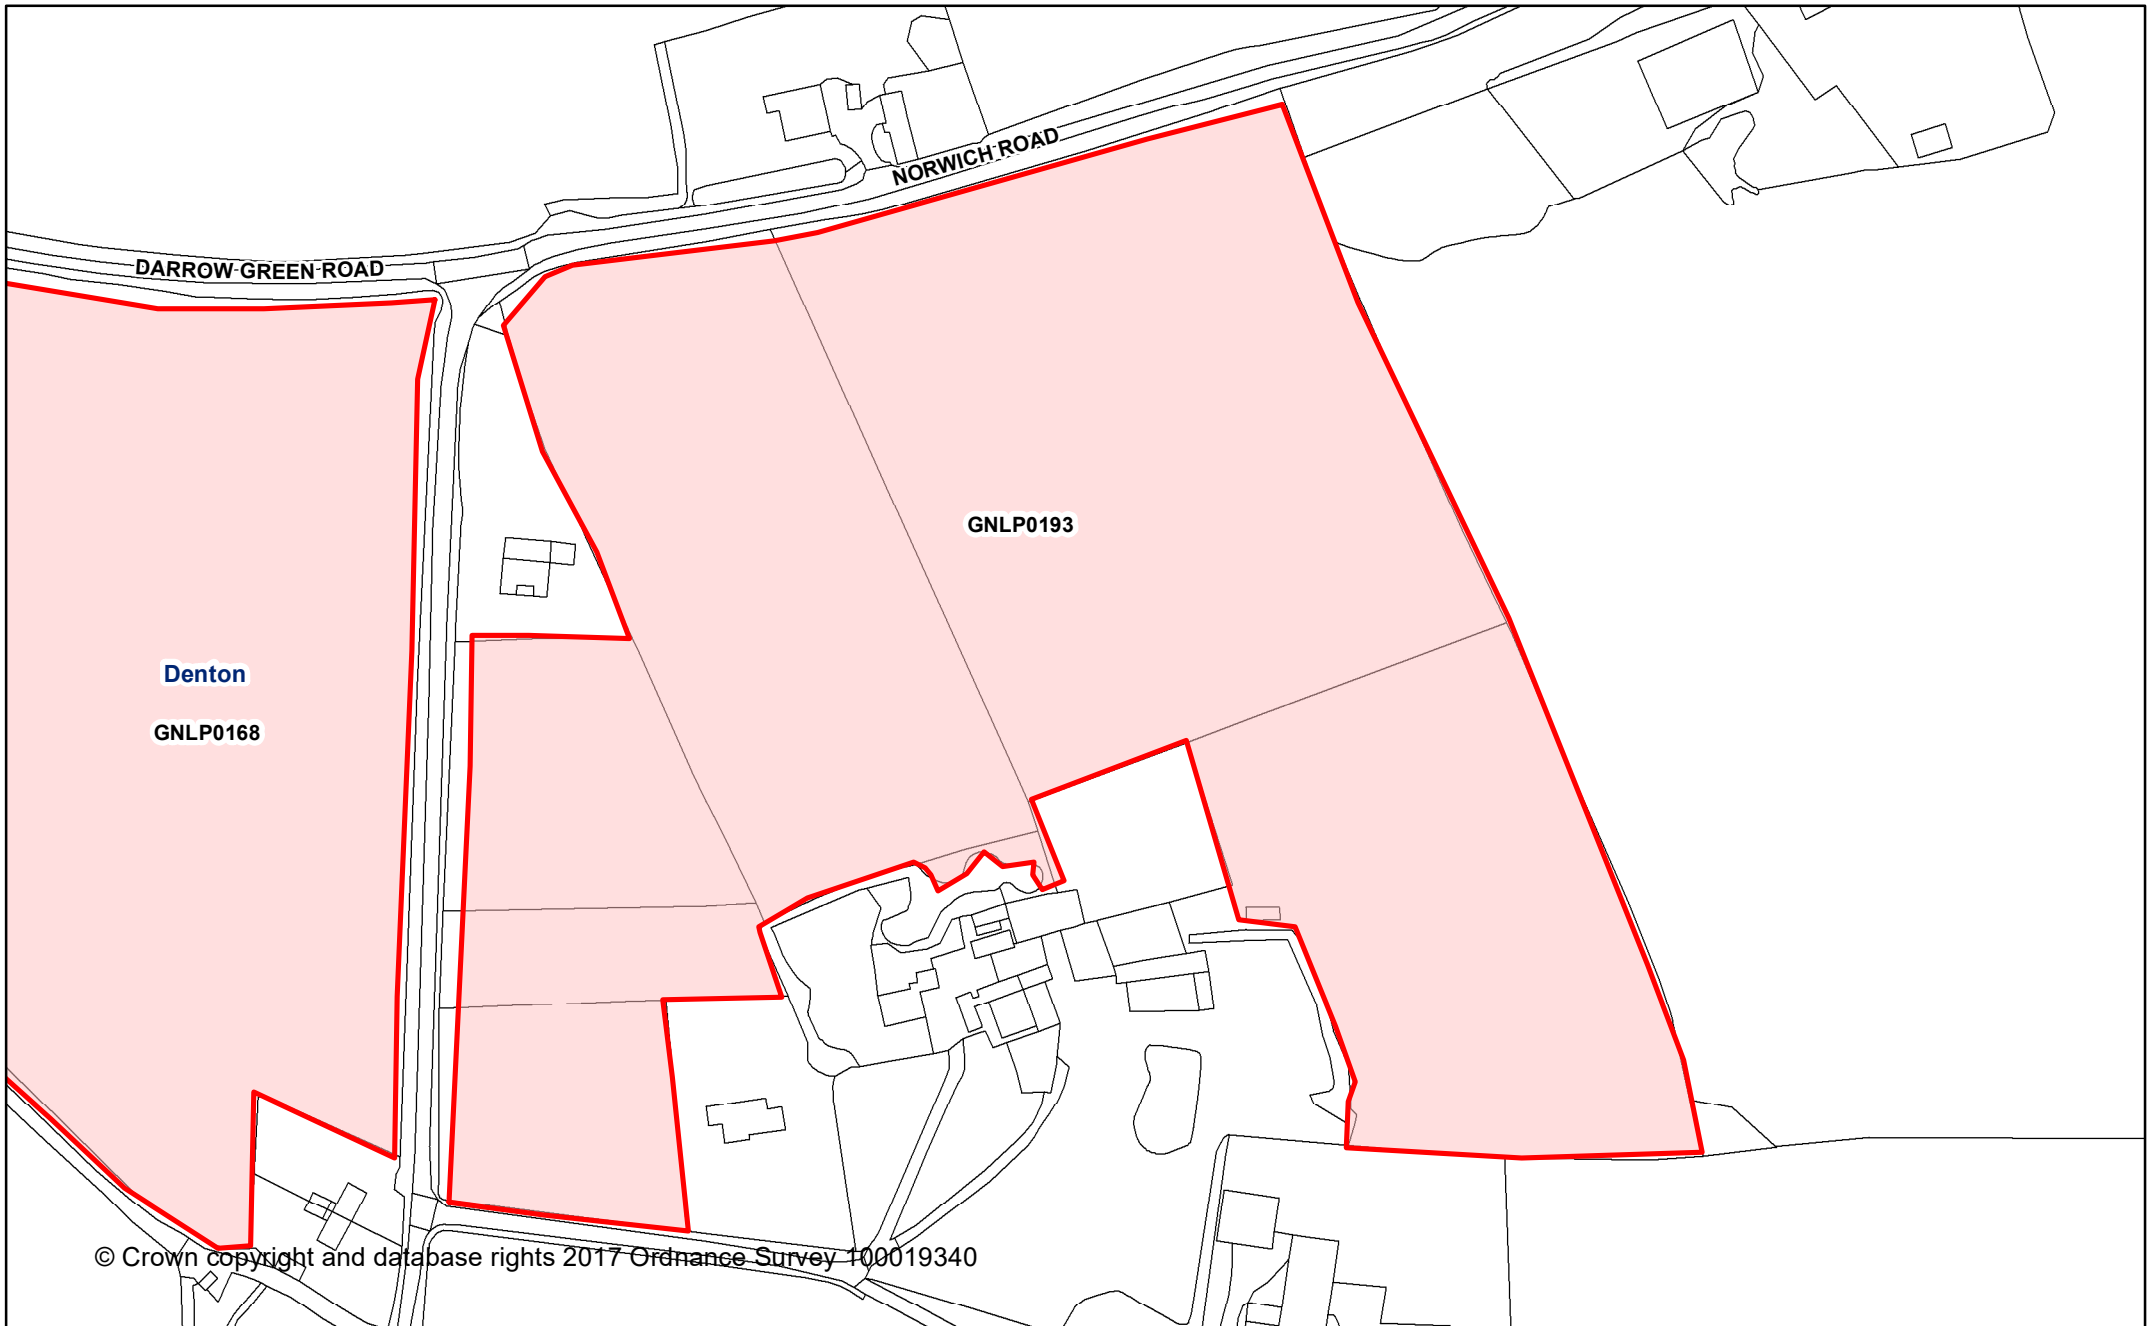 NORWICH ROAD
DARROW GREEN ROAD
GNLP0193
Denton
GNLP0168
© Crown copyright and database rights 2017 Ordnance Survey 100019340